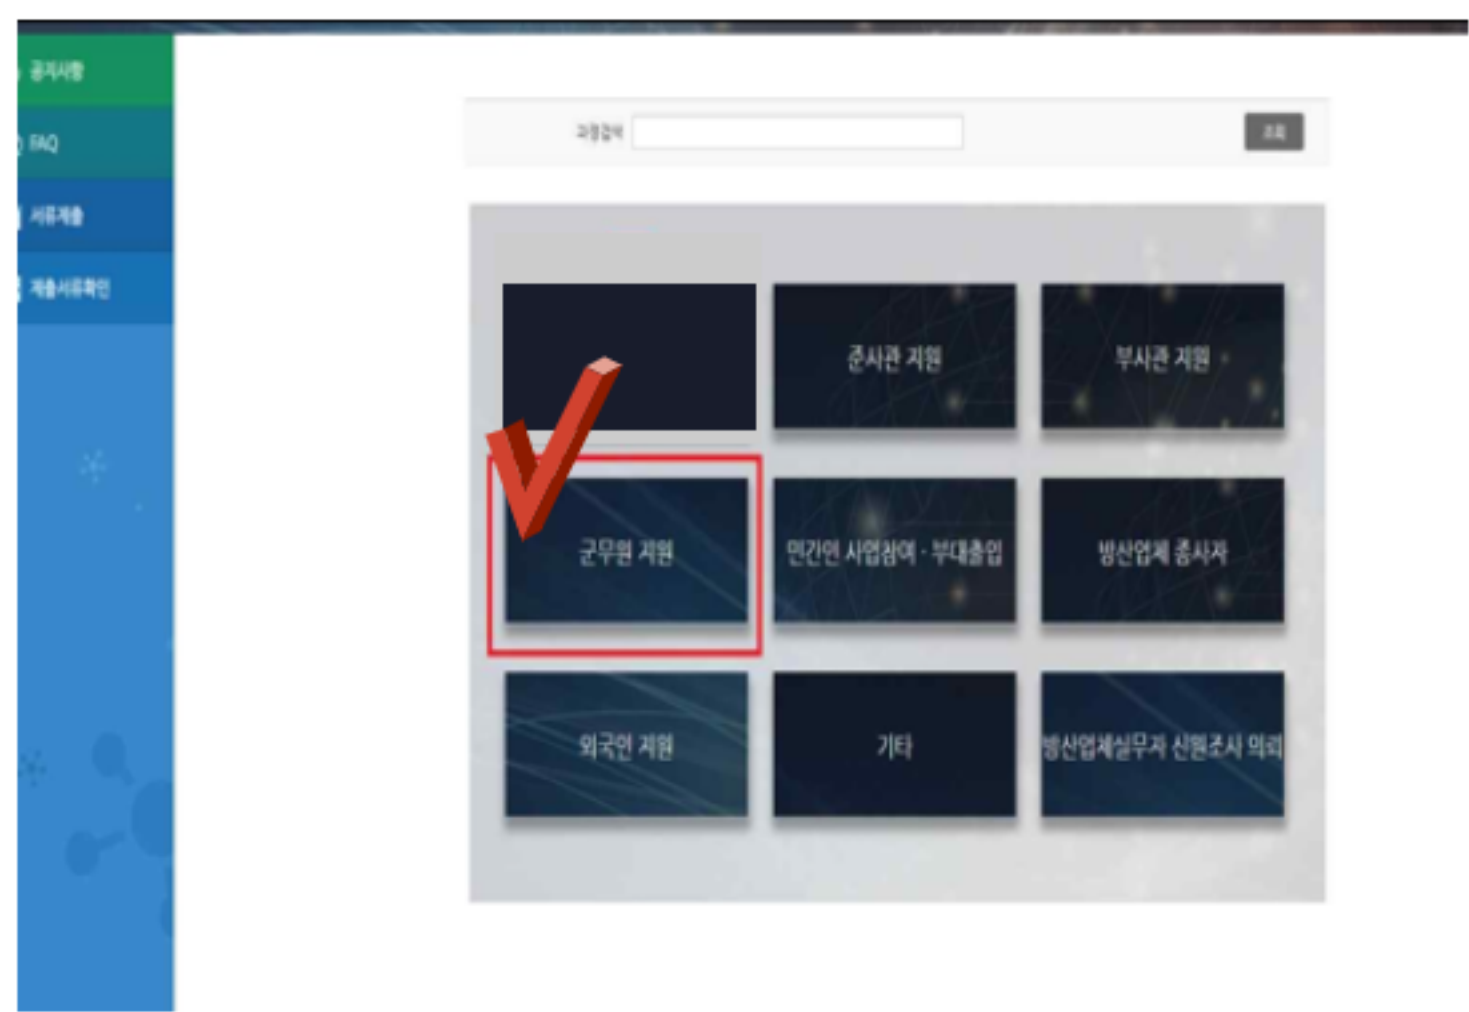 공지사항
FAQ
서류제출
제출서류확인
과정검색
조회
준사관 지원
부사관 지원
군무원 지원
민간인 사업참여 · 부대출입
방산업체 종사자
외국인 지원
기타
방산업체실무자 신원조사 의뢰